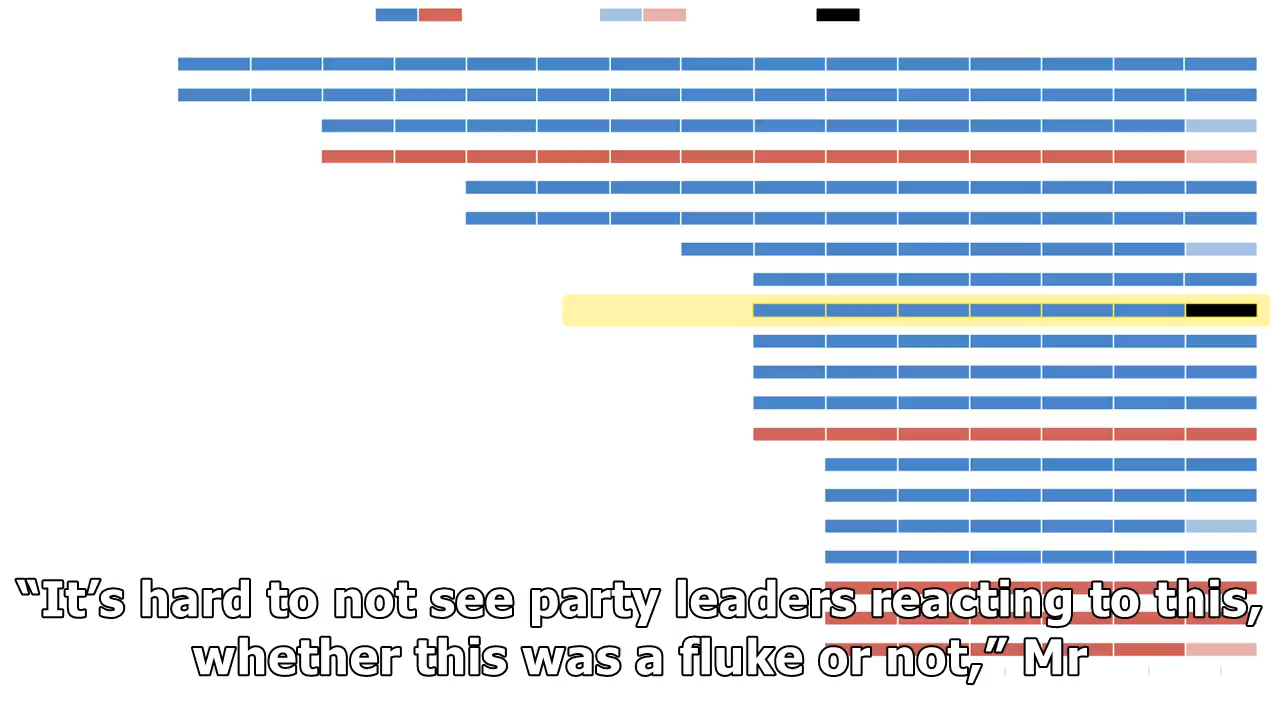 “It’s hard to not see party leaders reacting to this,
whether this was a fluke or not,” Mr